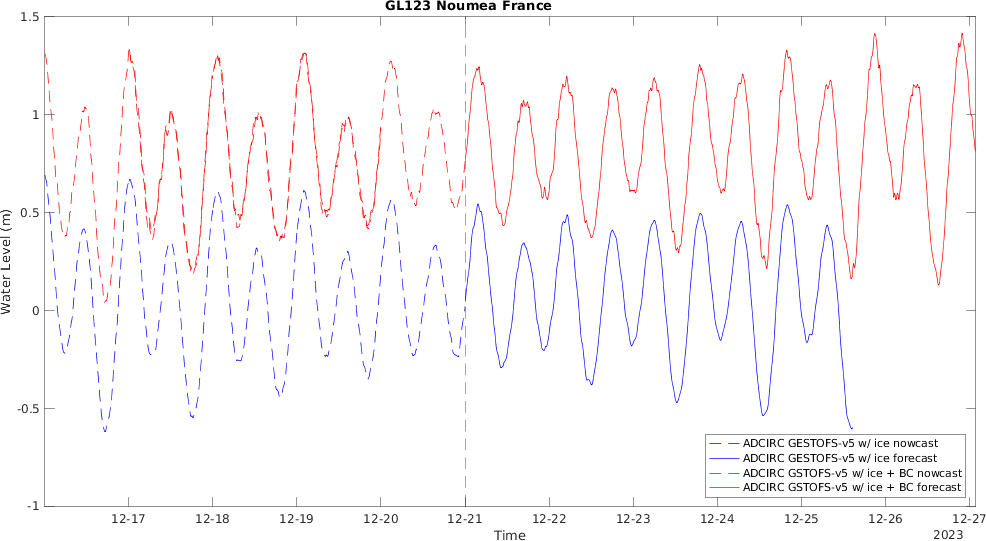 GL123 Noumea France
1.5
1
0.5
0
-0.5
-1
Water Level (m)
ADCIRC GESTOFS-v5 w/ ice nowcast
ADCIRC GESTOFS-v5 w/ ice forecast
ADCIRC GSTOFS-v5 w/ ice + BC nowcast
ADCIRC GSTOFS-v5 w/ ice + BC forecast
12-17 12-18 12-19 12-20 12-21 12-22 12-23 12-24 12-25 12-26 12-27
Time
2023